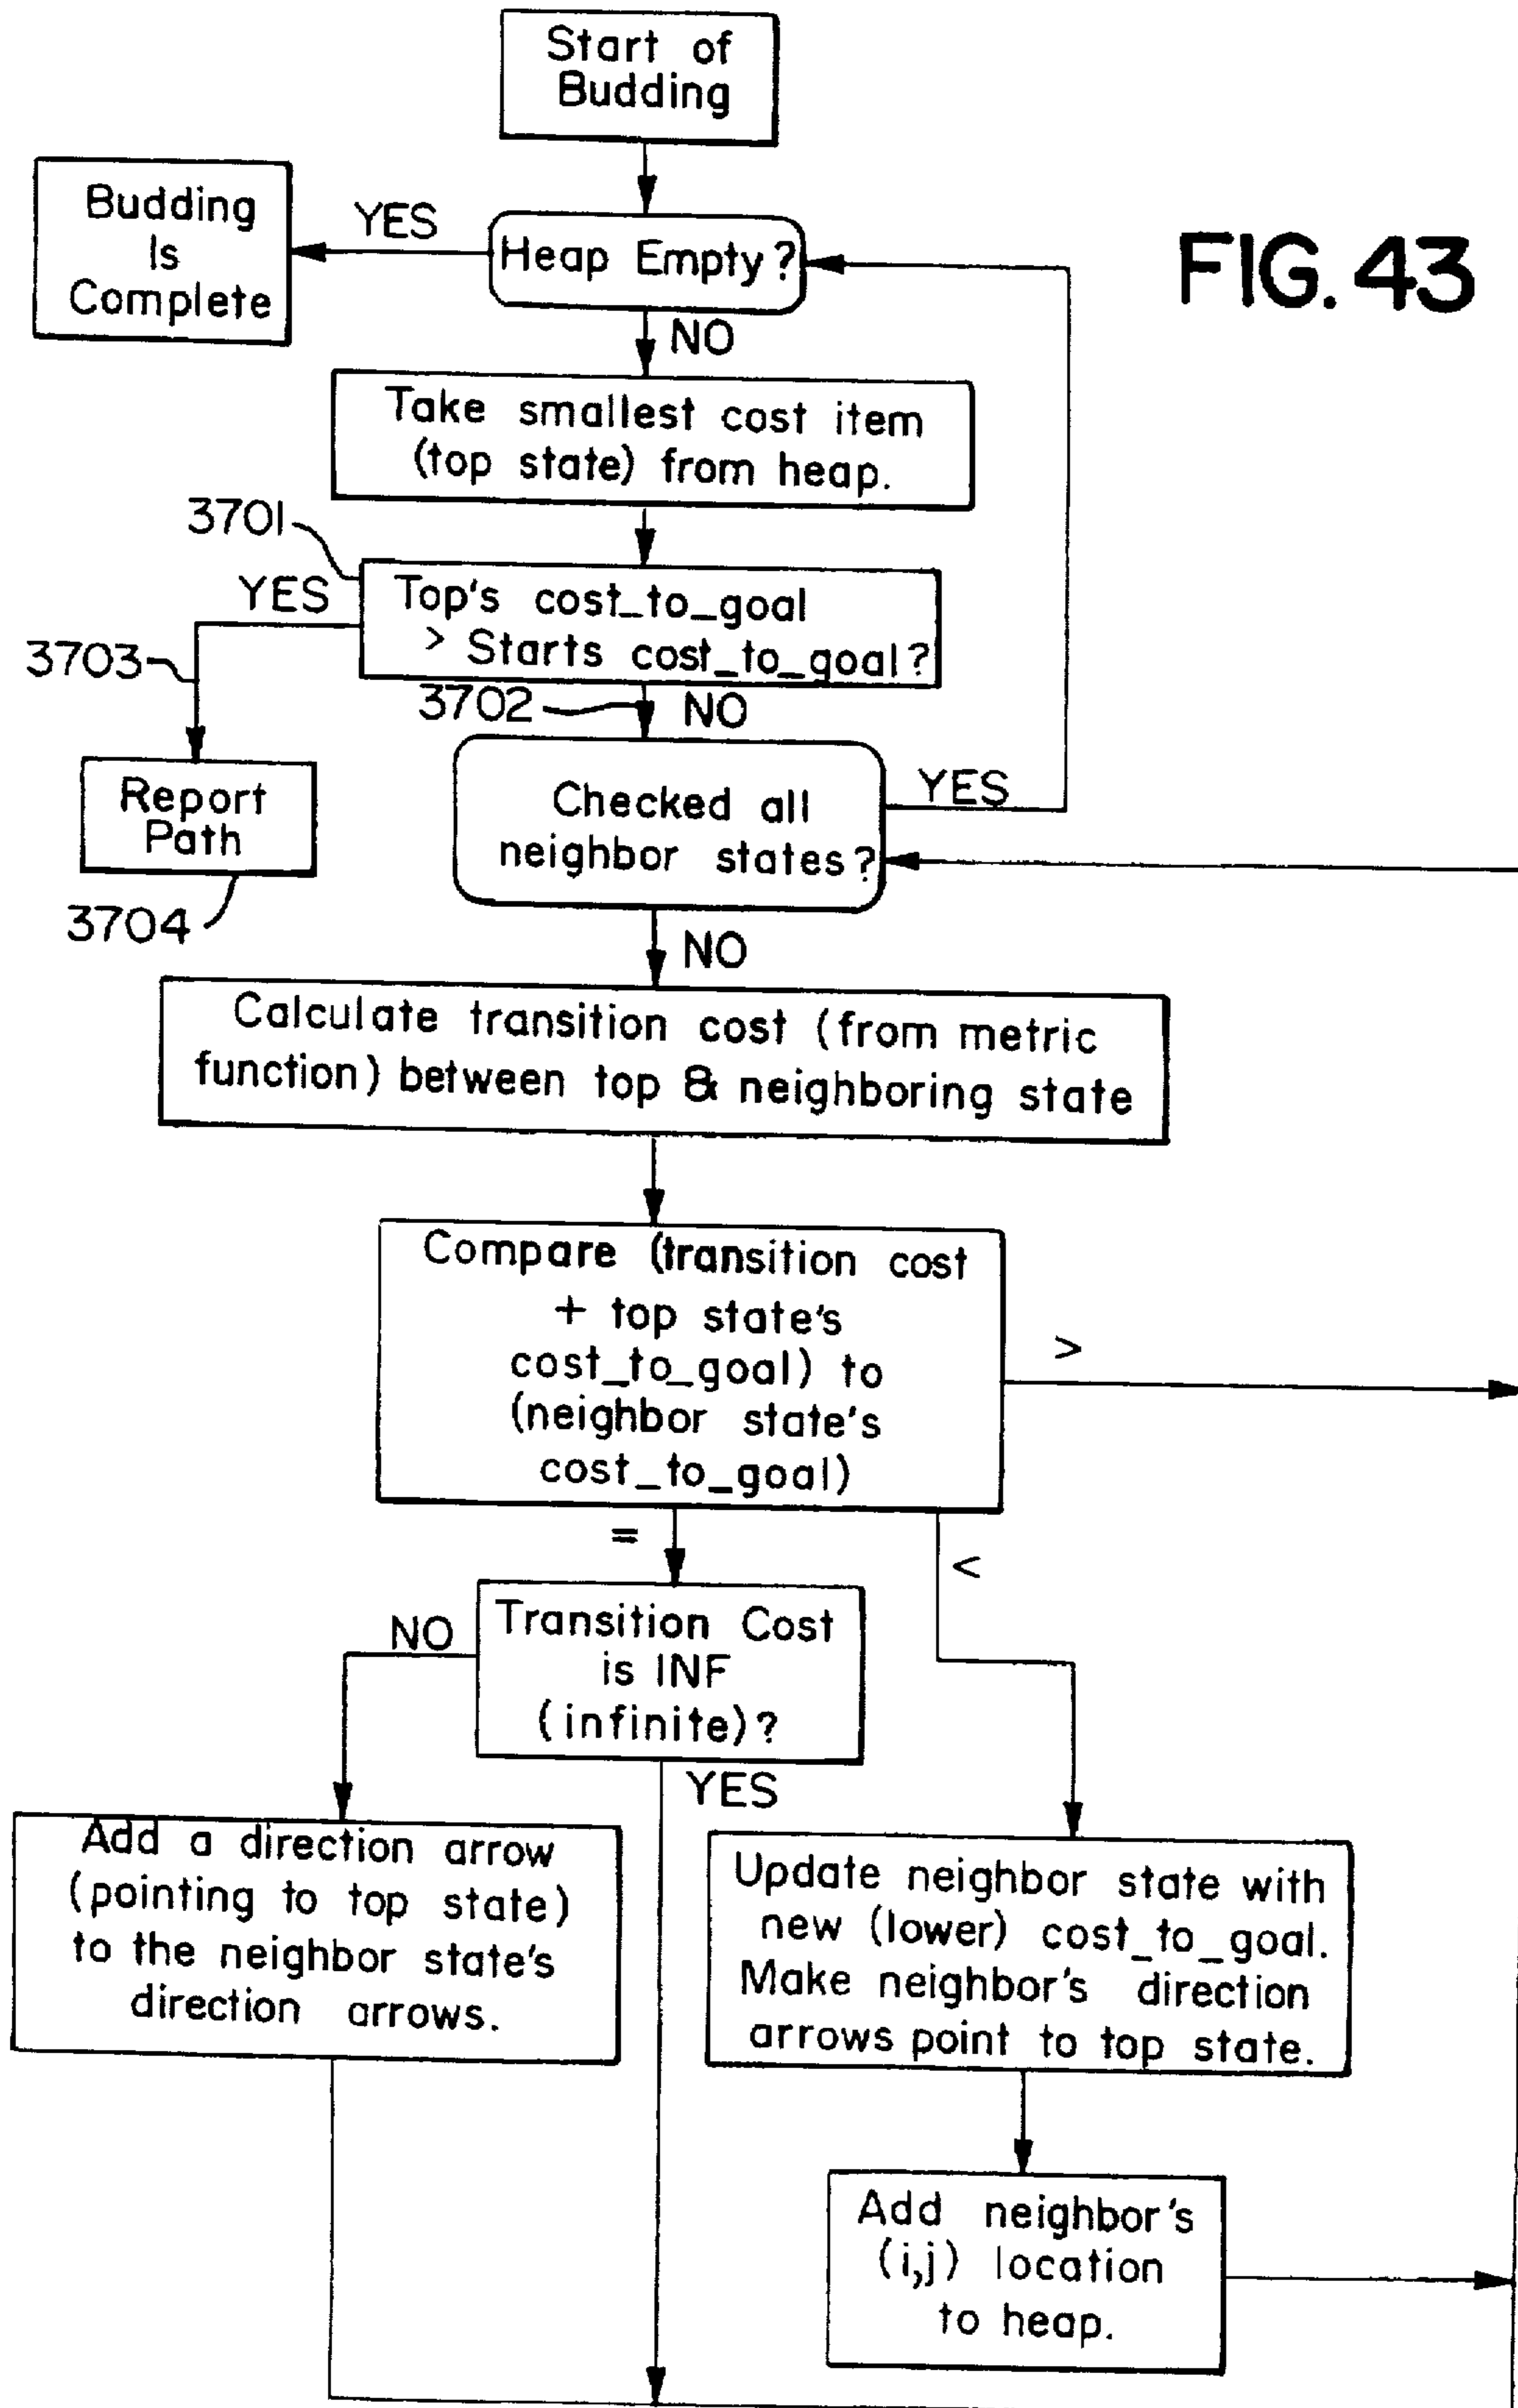 Start of
Budding
Budding
Is
Complete
YES
Heap Empty?
FIG. 43
NO
Take smallest cost item
(top state) from heap.
3701
YES
Top's cost_to_goal
> Starts cost_to_goal?
3703
3702
NO
Report
Path
3704
Checked all
neighbor states?
YES
NO
Calculate transition cost (from metric
function) between top & neighboring state
Compare (transition cost
+ top state's
cost_to_goal) to
(neighbor state's
cost_to_goal)
>
=
<
NO
Transition Cost
is INF
(infinite)?
YES
Add a direction arrow
(pointing to top state)
to the neighbor state's
direction arrows.
Update neighbor state with
new (lower) cost_to_goal.
Make neighbor's direction
arrows point to top state.
Add neighbor's
(i,j) location
to heap.